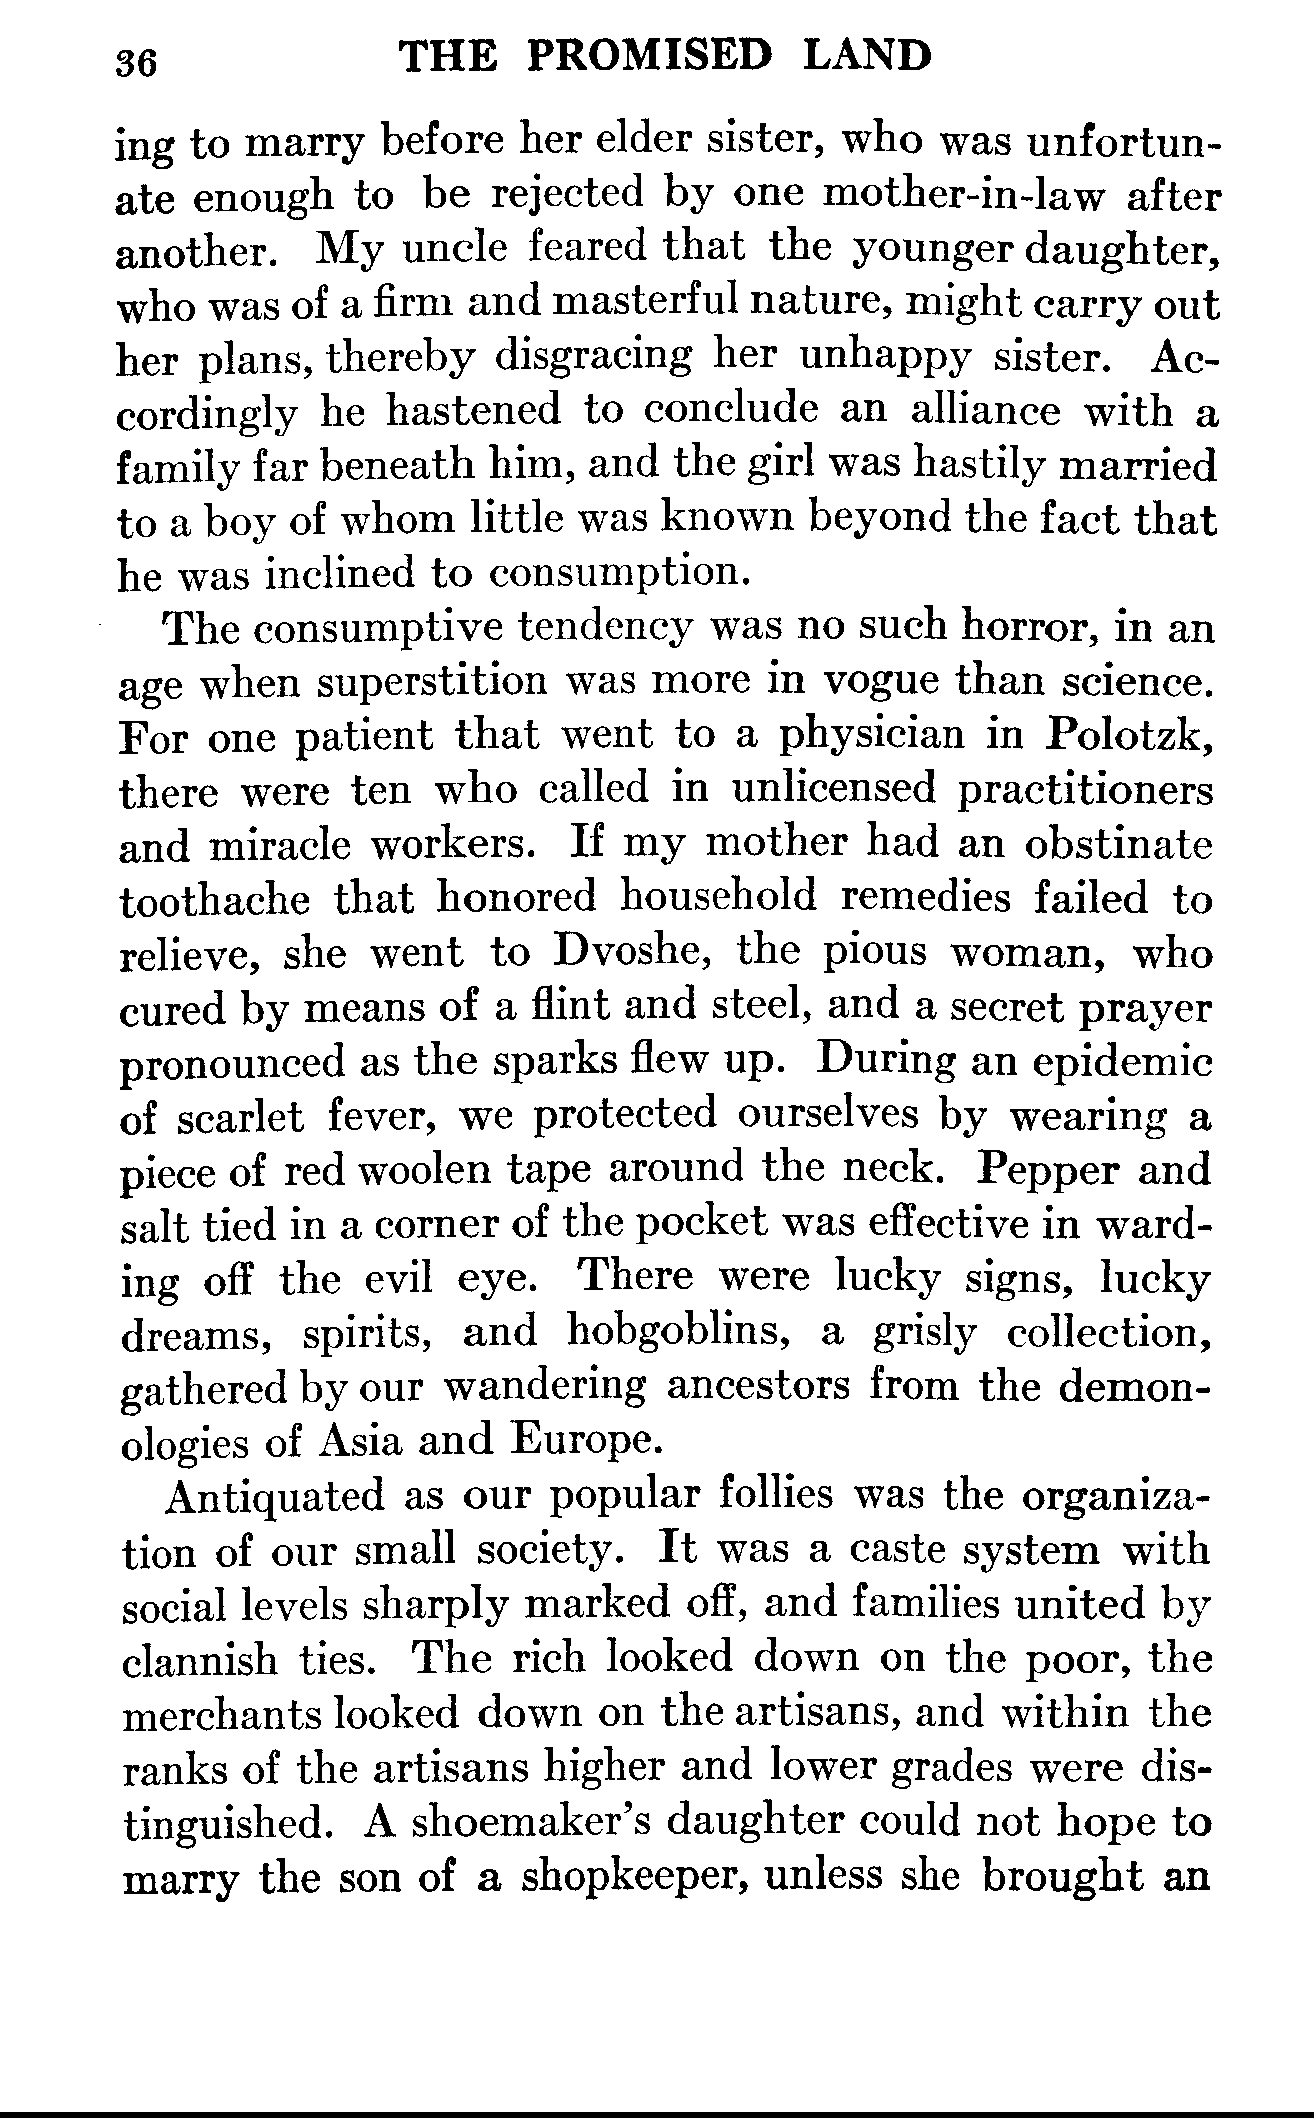 36 THE PROMISED LAND
ing to marry before her elder sister, who was unfortun-
ate enough to be rejected by one mother-in-law after
another. My uncle feared that the younger daughter,
who was of a firm and masterful nature, might carry out
her plans, thereby disgracing her unhappy sister. Ac-
cordingly he hastened to conclude an alliance with a
family far beneath him, and the girl was hastily married
to a boy of whom little was known beyond the fact that
he was inclined to consumption.
The consumptive tendency was no such horror, in an
age when superstition was more in vogue than science.
For one patient that went to a physician in Polotzk,
there were ten who called in unlicensed practitioners
and miracle workers. If my mother had an obstinate
toothache that honored household remedies failed to
relieve, she went to Dvoshe, the pious woman, who
cured by means of a flint and steel, and a secret prayer
pronounced as the sparks flew up. During an epidemic
of scarlet fever, we protected ourselves by wearing a
piece of red woolen tape around the neck. Pepper and
salt tied in a corner of the pocket was effective in ward-
ing off the evil eye. There were lucky signs, lucky
dreams, spirits, and hobgoblins, a grisly collection,
gathered by our wandering ancestors from the demon-
ologies of Asia and Europe.
Antiquated as our popular follies was the organiza-
tion of our small society. It was a caste system with
social levels sharply marked off, and families united by
clannish ties. The rich looked down on the poor, the
merchants looked down on the artisans, and within the
ranks of the artisans higher and lower grades were dis-
tinguished. A shoemaker's daughter could not hope to
marry the son of a shopkeeper, unless she brought an